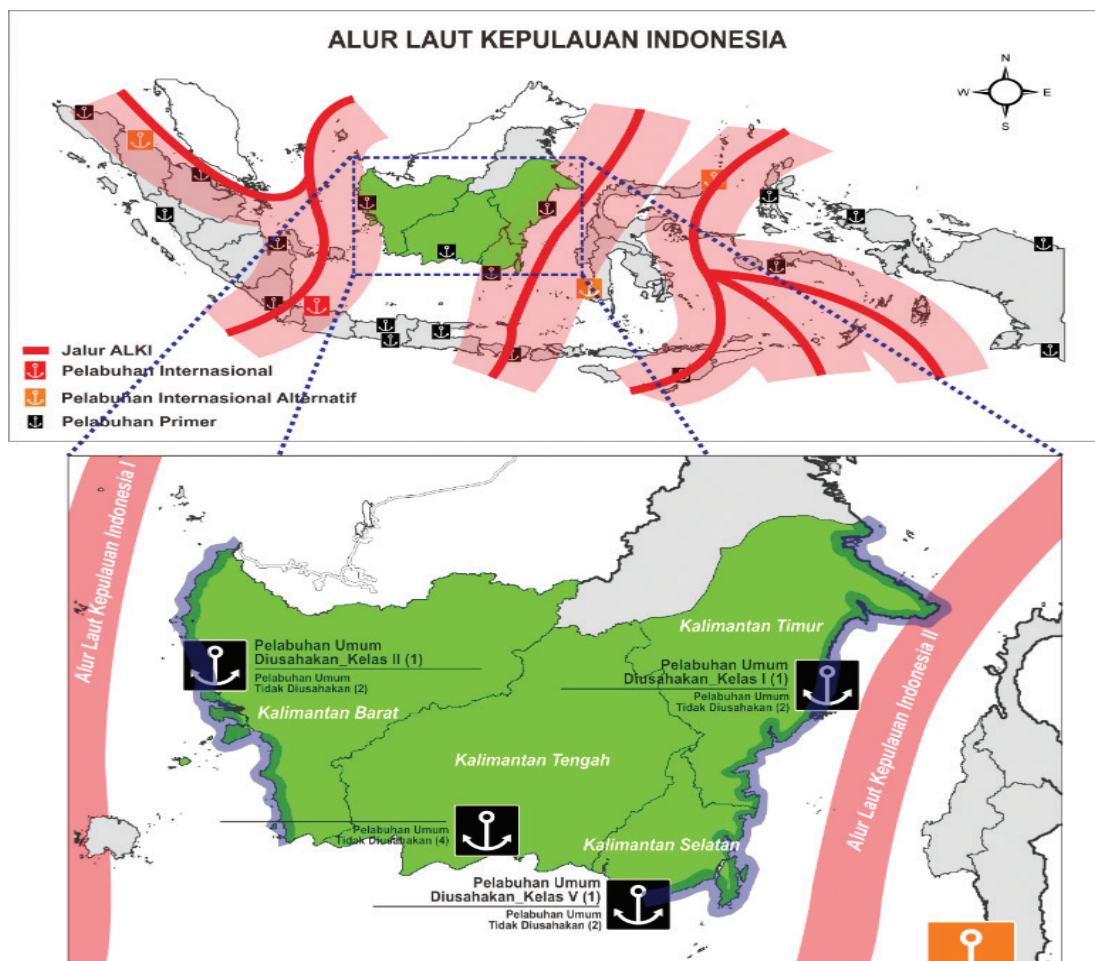 ALUR LAUT KEPULAUAN INDONESIA
N
W
E
S
Jalur ALKI
Pelabuhan Internasional
Pelabuhan Internasional Alternatif
Pelabuhan Primer
Alur Laut Kepulauan Indonesia I
Alur Laut Kepulauan Indonesia II
Kalimantan Timur
Pelabuhan Umum
Diusahakan_Kelas II (1)
Pelabuhan Umum
Tidak Diusahakan (2)
Pelabuhan Umum
Diusahakan_Kelas I (1)
Pelabuhan Umum
Tidak Diusahakan (2)
Kalimantan Barat
Kalimantan Tengah
Pelabuhan Umum
Tidak Diusahakan (4)
Kalimantan Selatan
Pelabuhan Umum
Diusahakan_Kelas V (1)
Pelabuhan Umum
Tidak Diusahakan (2)